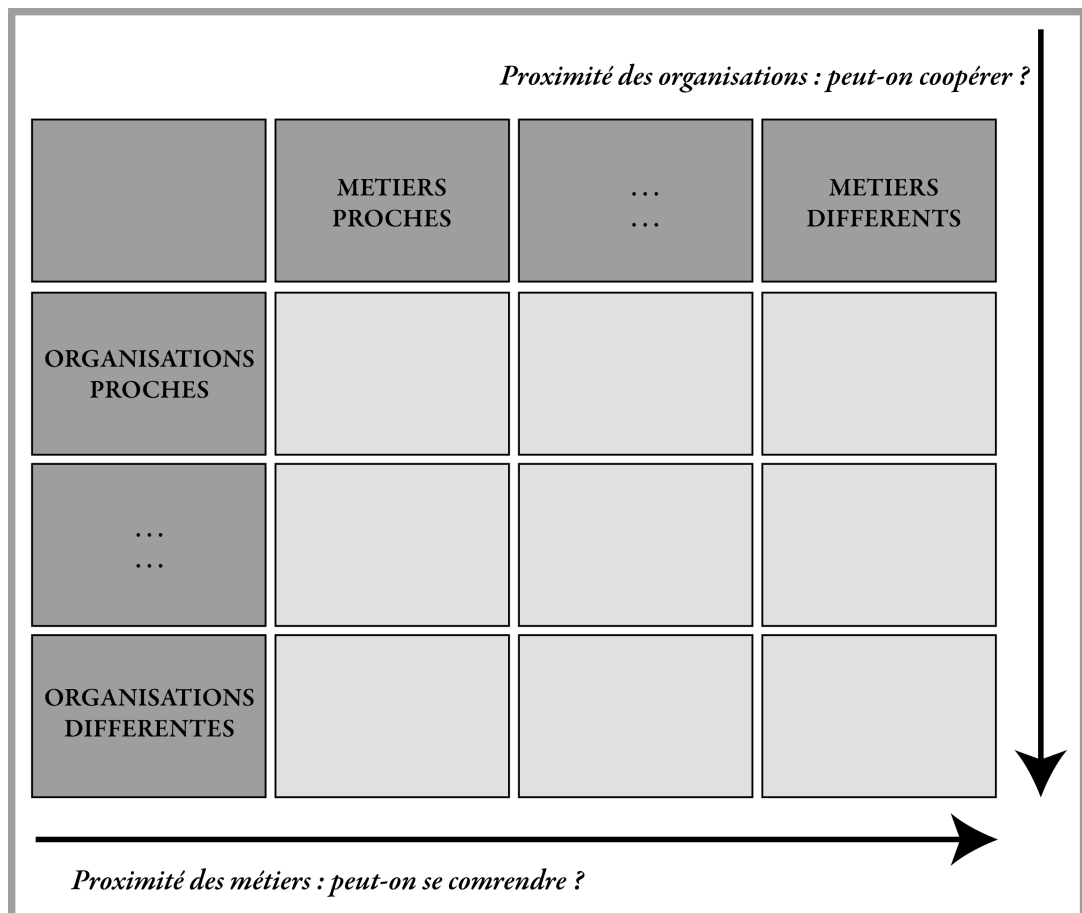 Proximité des organisations : peut-on coopérer ?
METIERS
PROCHES
...
...
METIERS
DIFFERENTS
ORGANISATIONS
PROCHES
...
...
ORGANISATIONS
DIFFERENTES
Proximité des métiers : peut-on se comrendre ?